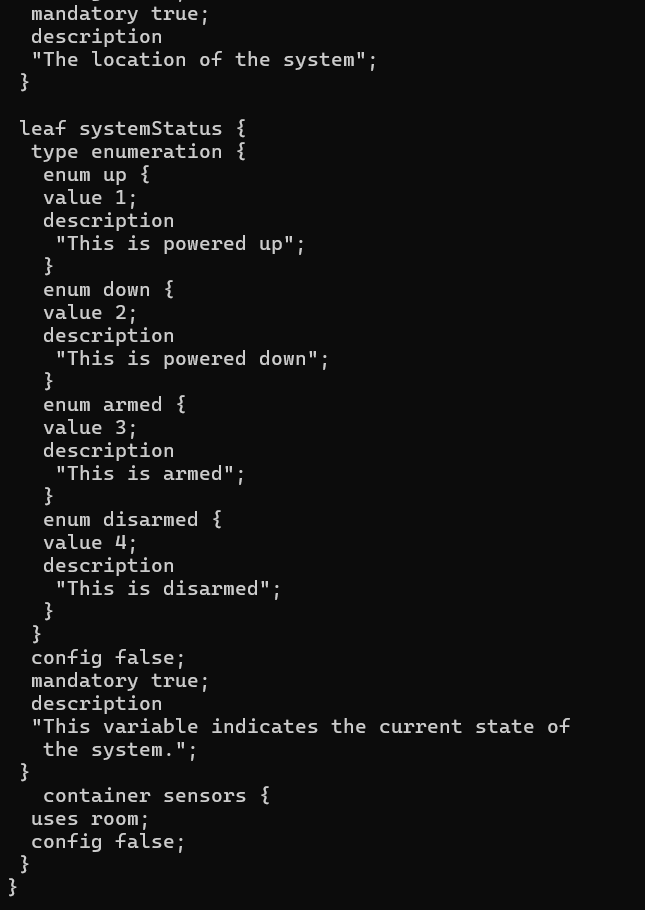 mandatory true;
description
"The location of the system";
}
leaf systemStatus {
type enumeration {
enum up {
value 1;
description
"This is powered up";
}
enum down {
value 2;
description
"This is powered down";
}
enum armed {
value 3;
description
"This is armed";
}
enum disarmed {
value 4;
description
"This is disarmed";
}
}
config false;
mandatory true;
description
"This variable indicates the current state of
the system.";
}
container sensors {
uses room;
config false;
}
}